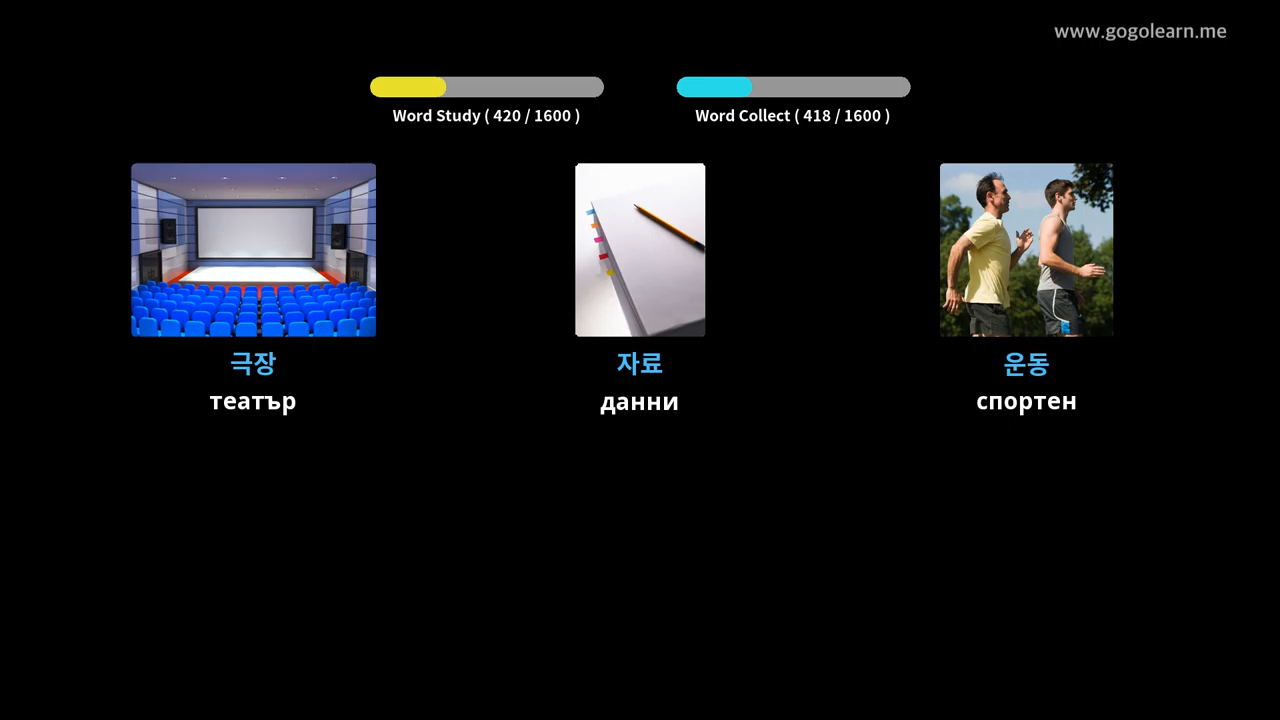 www.gogolearn.me
Word Study ( 420 / 1600 )
Word Collect ( 418 / 1600 )
극장
자료
운동
театър
данни
спортен